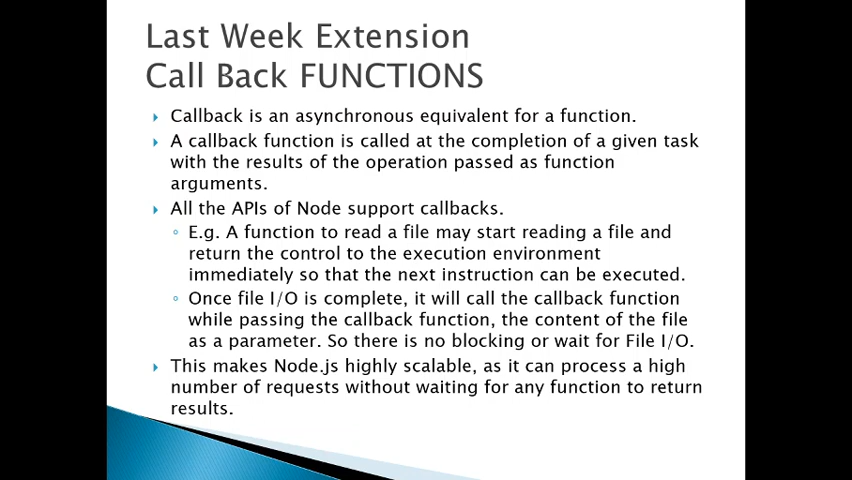 Last Week Extension
Call Back FUNCTIONS
Callback is an asynchronous equivalent for a function.
A callback function is called at the completion of a given task
with the results of the operation passed as function
arguments.
All the APIs of Node support callbacks.
E.g. A function to read a file may start reading a file and
return the control to the execution environment
immediately so that the next instruction can be executed.
Once file I/O is complete, it will call the callback function
while passing the callback function, the content of the file
as a parameter. So there is no blocking or wait for File I/O.
This makes Node.js highly scalable, as it can process a high
number of requests without waiting for any function to return
results.